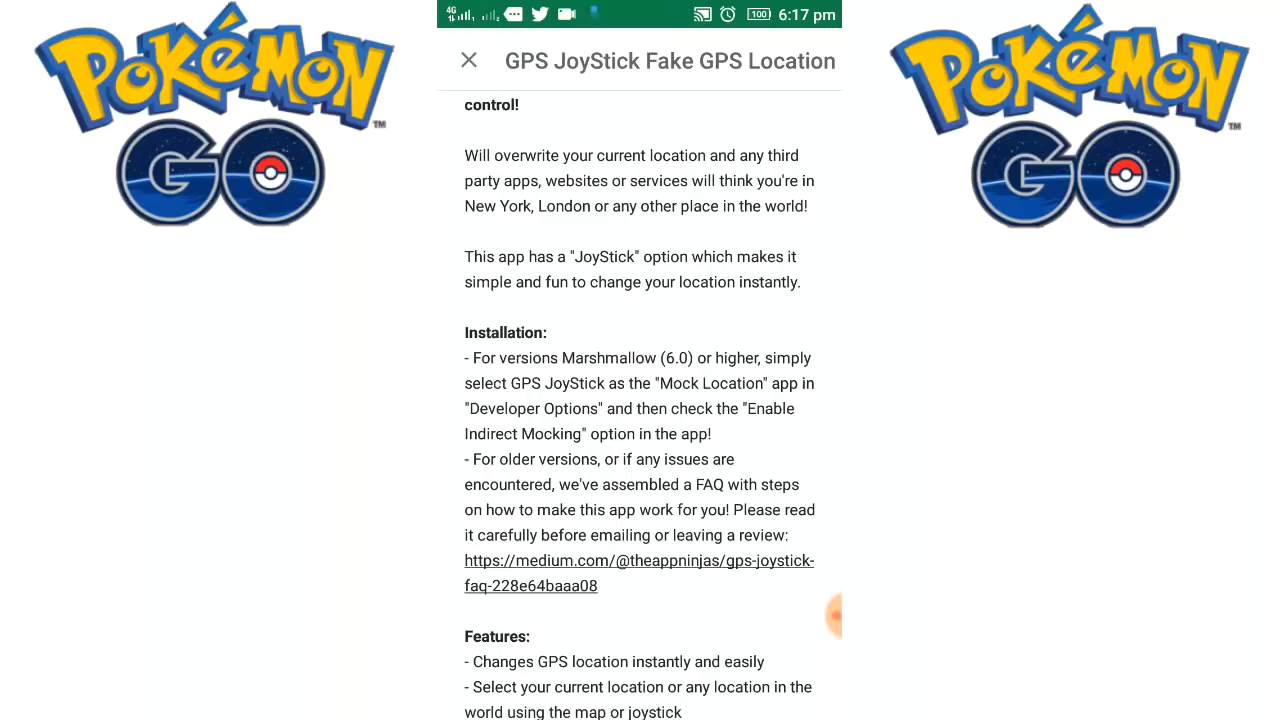 POKÉMON
GO
TM
4G
100
6:17 pm
GPS JoyStick Fake GPS Location
control!
Will overwrite your current location and any third
party apps, websites or services will think you're in
New York, London or any other place in the world!
This app has a "JoyStick" option which makes it
simple and fun to change your location instantly.
Installation:
- For versions Marshmallow (6.0) or higher, simply
select GPS JoyStick as the "Mock Location" app in
"Developer Options" and then check the "Enable
Indirect Mocking" option in the app!
- For older versions, or if any issues are
encountered, we've assembled a FAQ with steps
on how to make this app work for you! Please read
it carefully before emailing or leaving a review:
https://medium.com/@theappninjas/gps-joystick-
faq-228e64baaa08
Features:
- Changes GPS location instantly and easily
- Select your current location or any location in the
world using the map or joystick
POKÉMON
GO
TM